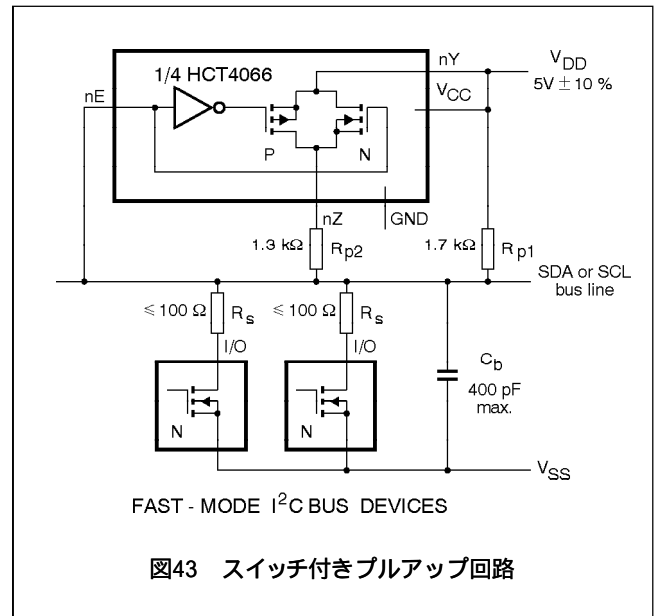 nY
V_DD
5V ± 10 %
1/4 HCT4066
V_CC
nE
P
N
nZ
GND
1.3 kΩ
R_p2
1.7 kΩ
R_p1
SDA or SCL
bus line
≤ 100 Ω
R_s
≤ 100 Ω
R_s
I/O
I/O
C_b
400 pF
max.
N
N
V_SS
FAST - MODE I²C BUS DEVICES
図43 スイッチ付きプルアップ回路